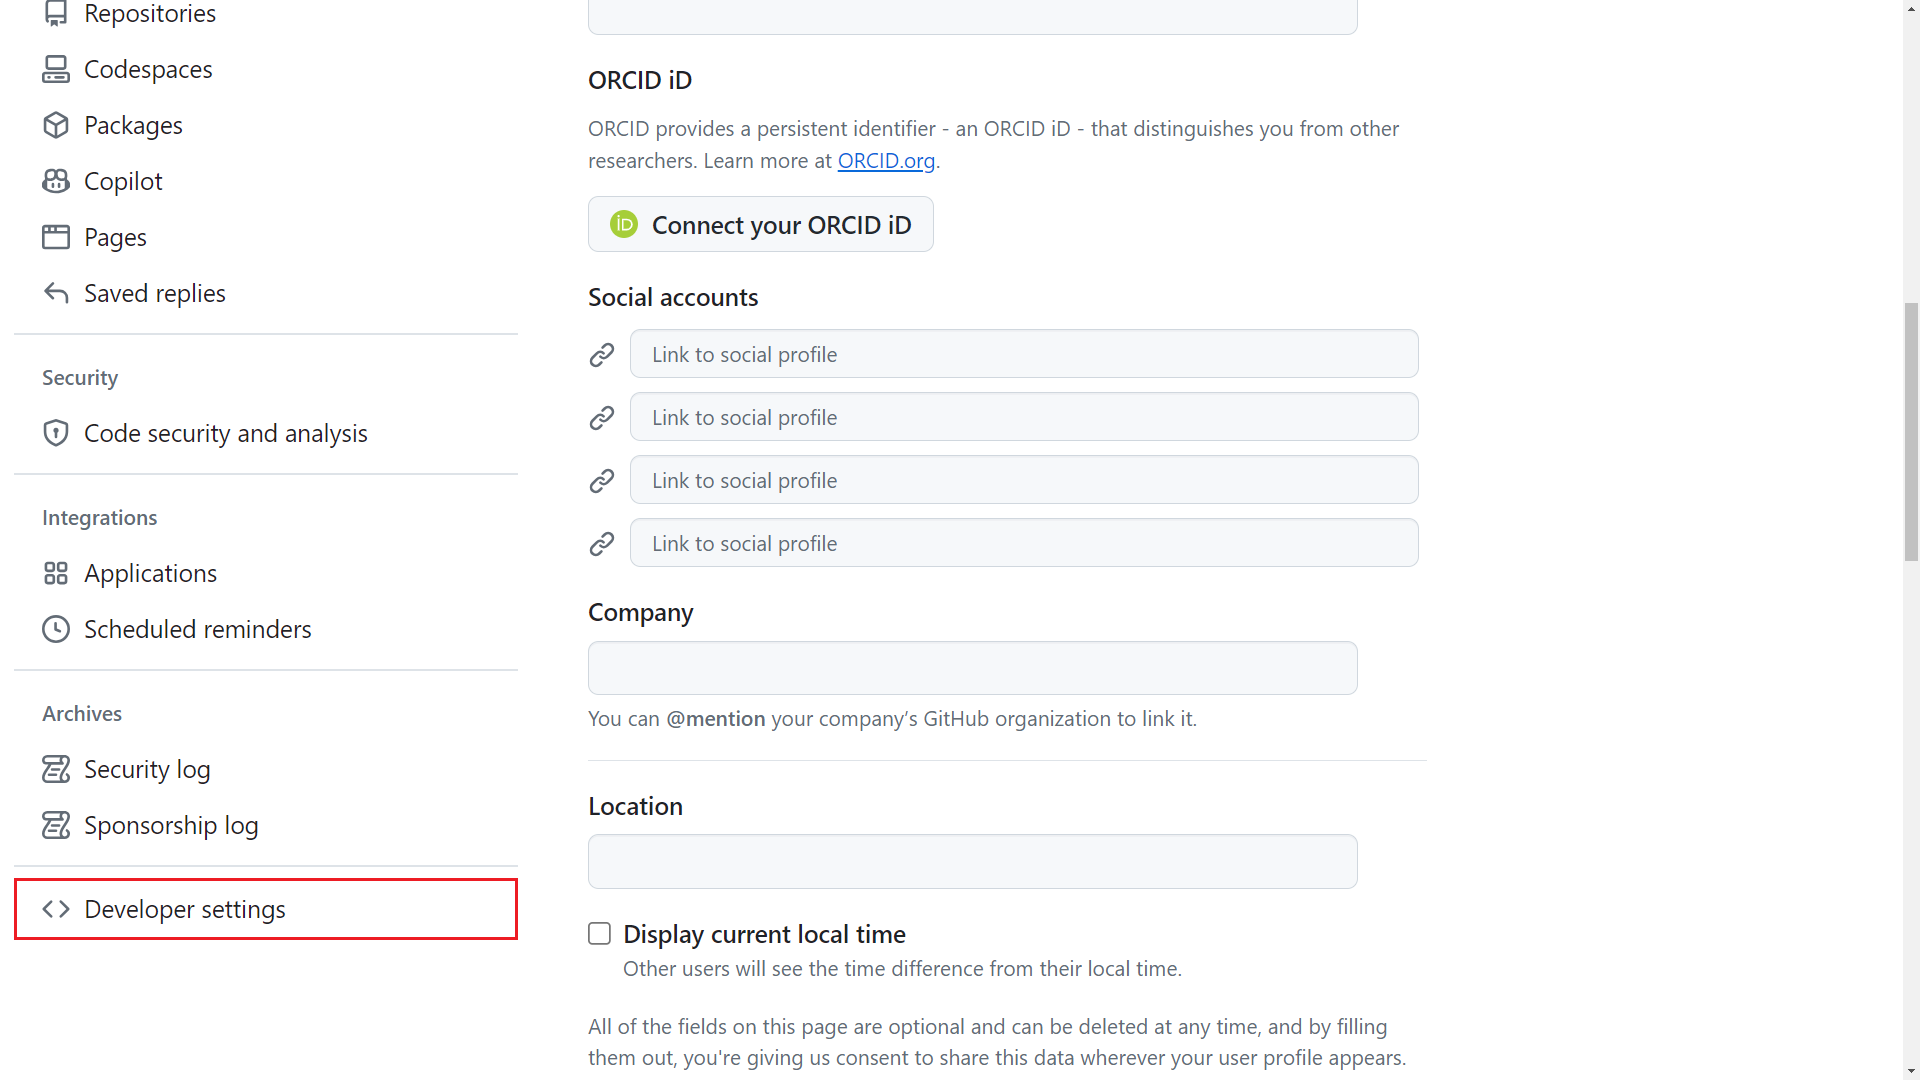 Repositories
Codespaces
Packages
Copilot
Pages
Saved replies
Security
Code security and analysis
Integrations
Applications
Scheduled reminders
Archives
Security log
Sponsorship log
Developer settings
ORCID iD
ORCID provides a persistent identifier - an ORCID iD - that distinguishes you from other
researchers. Learn more at ORCID.org.
iD Connect your ORCID iD
Social accounts
Link to social profile
Link to social profile
Link to social profile
Link to social profile
Company
You can @mention your company’s GitHub organization to link it.
Location
Display current local time
Other users will see the time difference from their local time.
All of the fields on this page are optional and can be deleted at any time, and by filling
them out, you're giving us consent to share this data wherever your user profile appears.